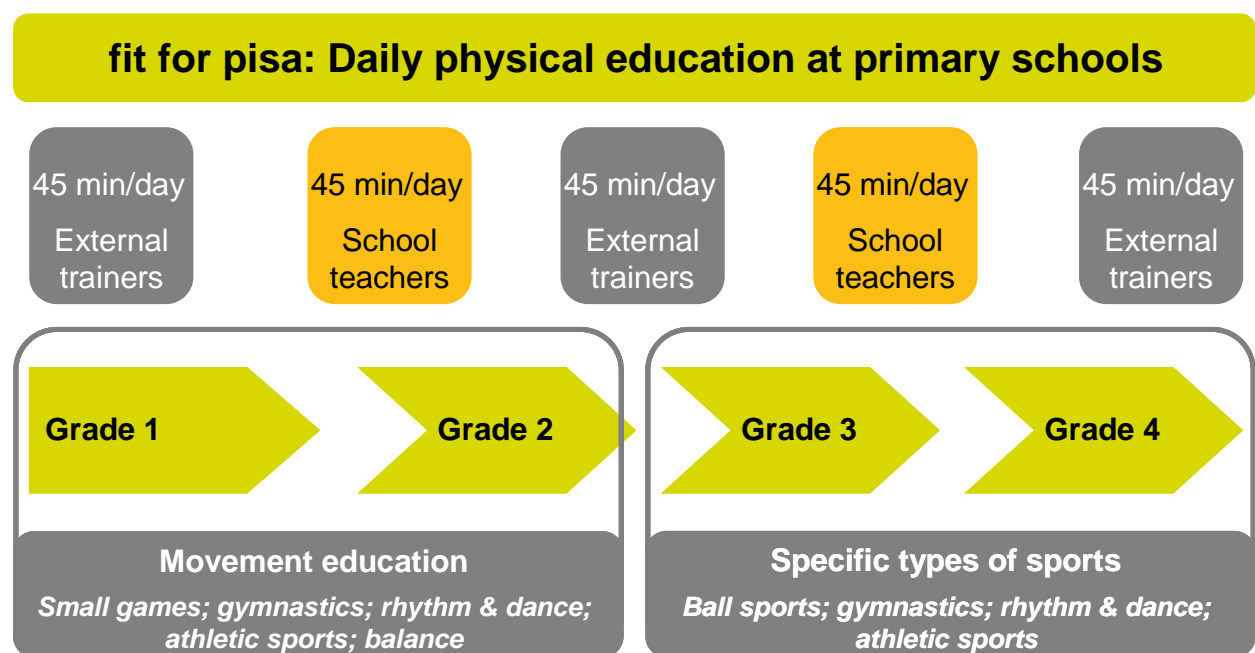 fit for pisa: Daily physical education at primary schools
45 min/day
External
trainers
45 min/day
School
teachers
45 min/day
External
trainers
45 min/day
School
teachers
45 min/day
External
trainers
Grade 1
Grade 2
Grade 3
Grade 4
Movement education
Small games; gymnastics; rhythm & dance;
athletic sports; balance
Specific types of sports
Ball sports; gymnastics; rhythm & dance;
athletic sports